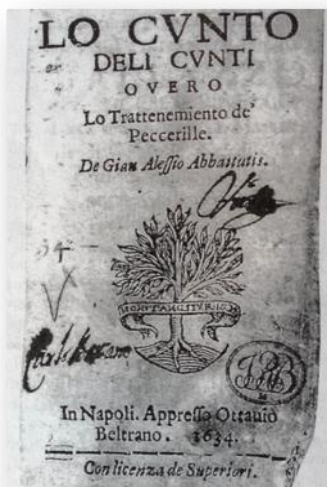 LO CVNTO
DELI CVNTI
OVERO
Lo Trattenemiento de'
Peccerille.
De Gian Alessio Abbattutis.
In Napoli. Appresso Ottauio
Beltrano. 1634.
Con licenza de Superiori.